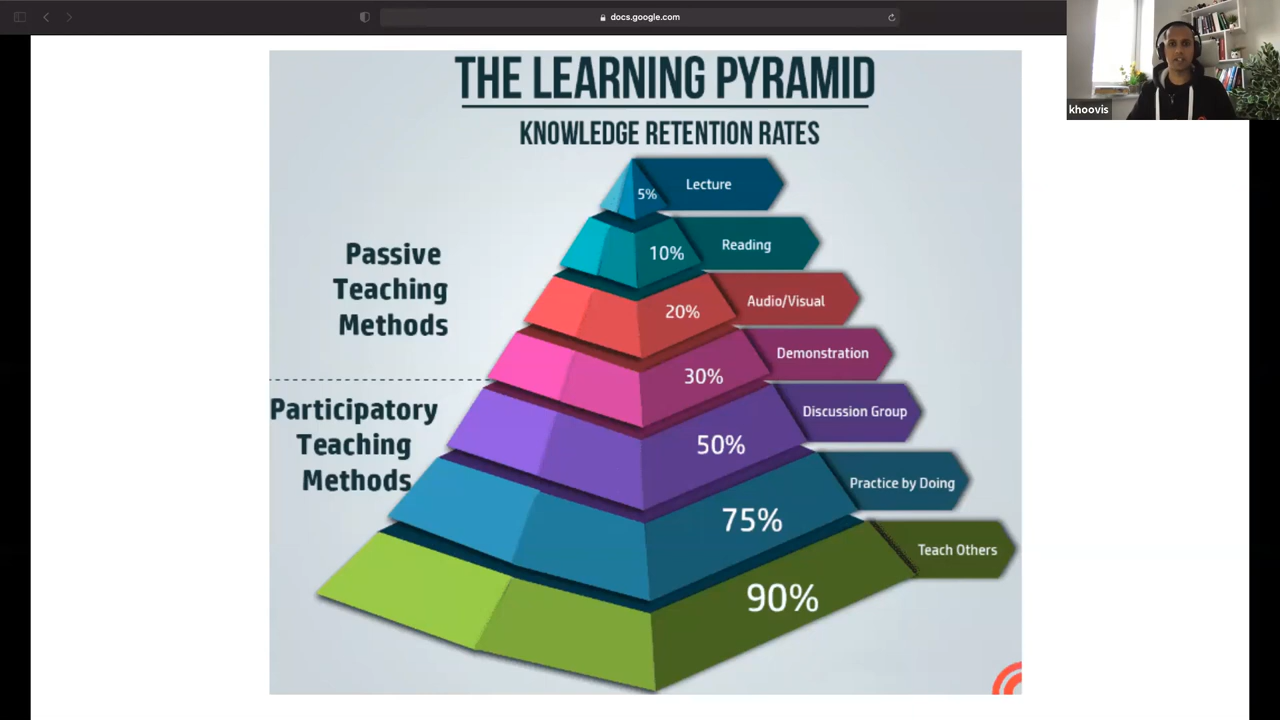 docs.google.com
khoovis
THE LEARNING PYRAMID
KNOWLEDGE RETENTION RATES
5%
Lecture
10%
Reading
Passive
Teaching
Methods
20%
Audio/Visual
30%
Demonstration
Participatory
Teaching
Methods
50%
Discussion Group
75%
Practice by Doing
90%
Teach Others